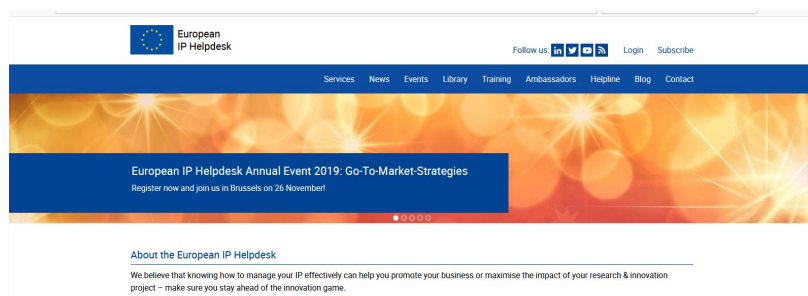 European
IP Helpdesk
Follow us: in
Login Subscribe
Services News Events Library Training Ambassadors Helpline Blog Contact
European IP Helpdesk Annual Event 2019: Go-To-Market-Strategies
Register now and join us in Brussels on 26 November!
About the European IP Helpdesk
We believe that knowing how to manage your IP effectively can help you promote your business or maximise the impact of your research & innovation
project – make sure you stay ahead of the innovation game.